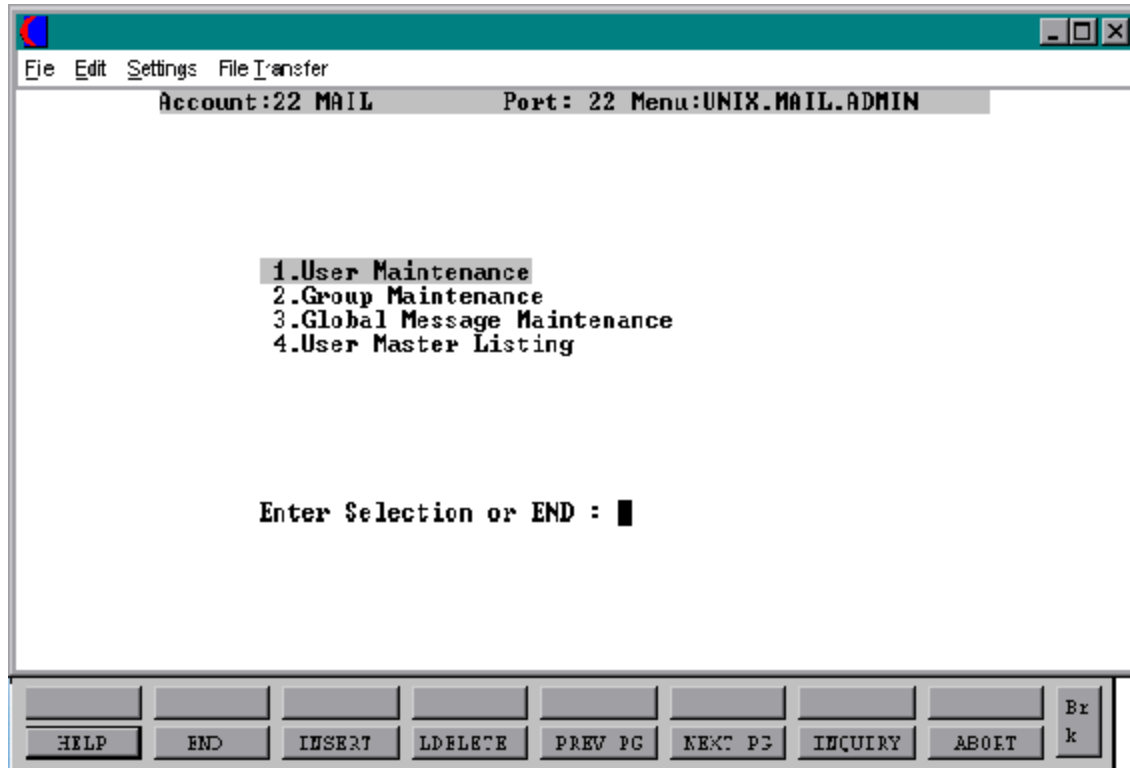 File Edit Settings File Transfer
Account:22 MAIL Port: 22 Menu:UNIX.MAIL.ADMIN
1.User Maintenance
2.Group Maintenance
3.Global Message Maintenance
4.User Master Listing
Enter Selection or END :
HELP END INSERT LDELETE PREV PG NEXT PG INQUIRY ABORT Brk